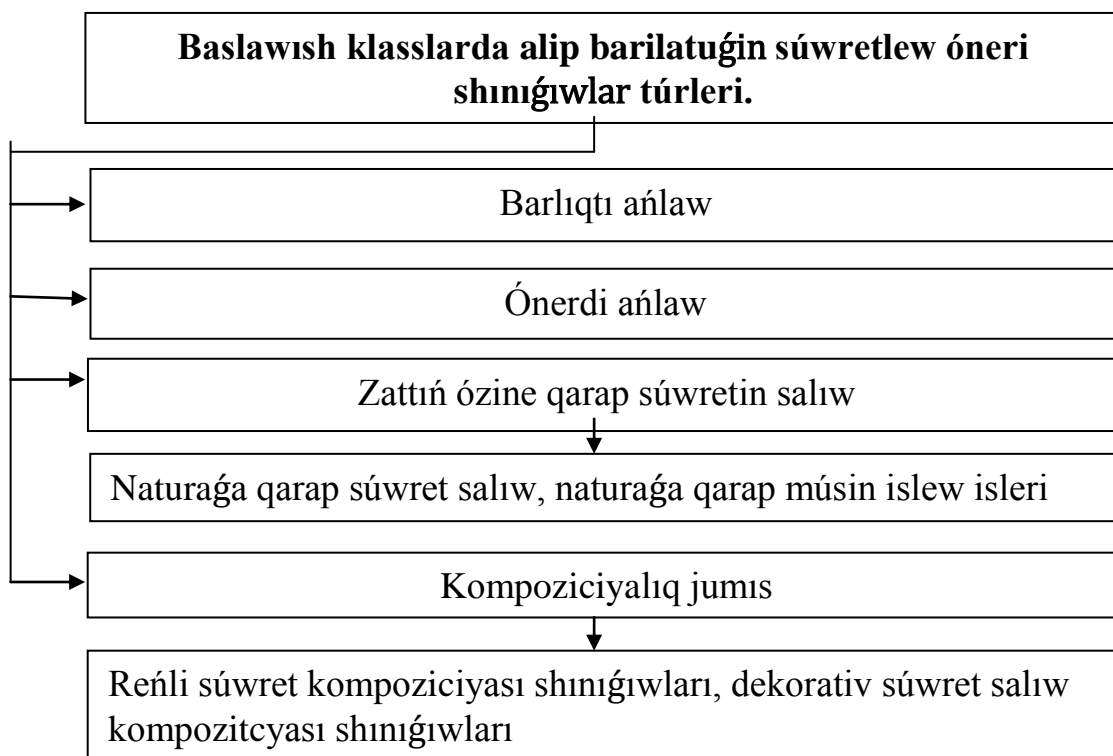 Baslawısh klasslarda alip barilatuǵin súwretlew óneri
shınıǵıwlar túrleri.
Barlıqtı ańlaw
Ónerdi ańlaw
Zattıń ózine qarap súwretin salıw
Naturaǵa qarap súwret salıw, naturaǵa qarap músin islew isleri
Kompoziciyalıq jumıs
Reńli súwret kompoziciyası shınıǵıwları, dekorativ súwret salıw
kompozitcyası shınıǵıwları